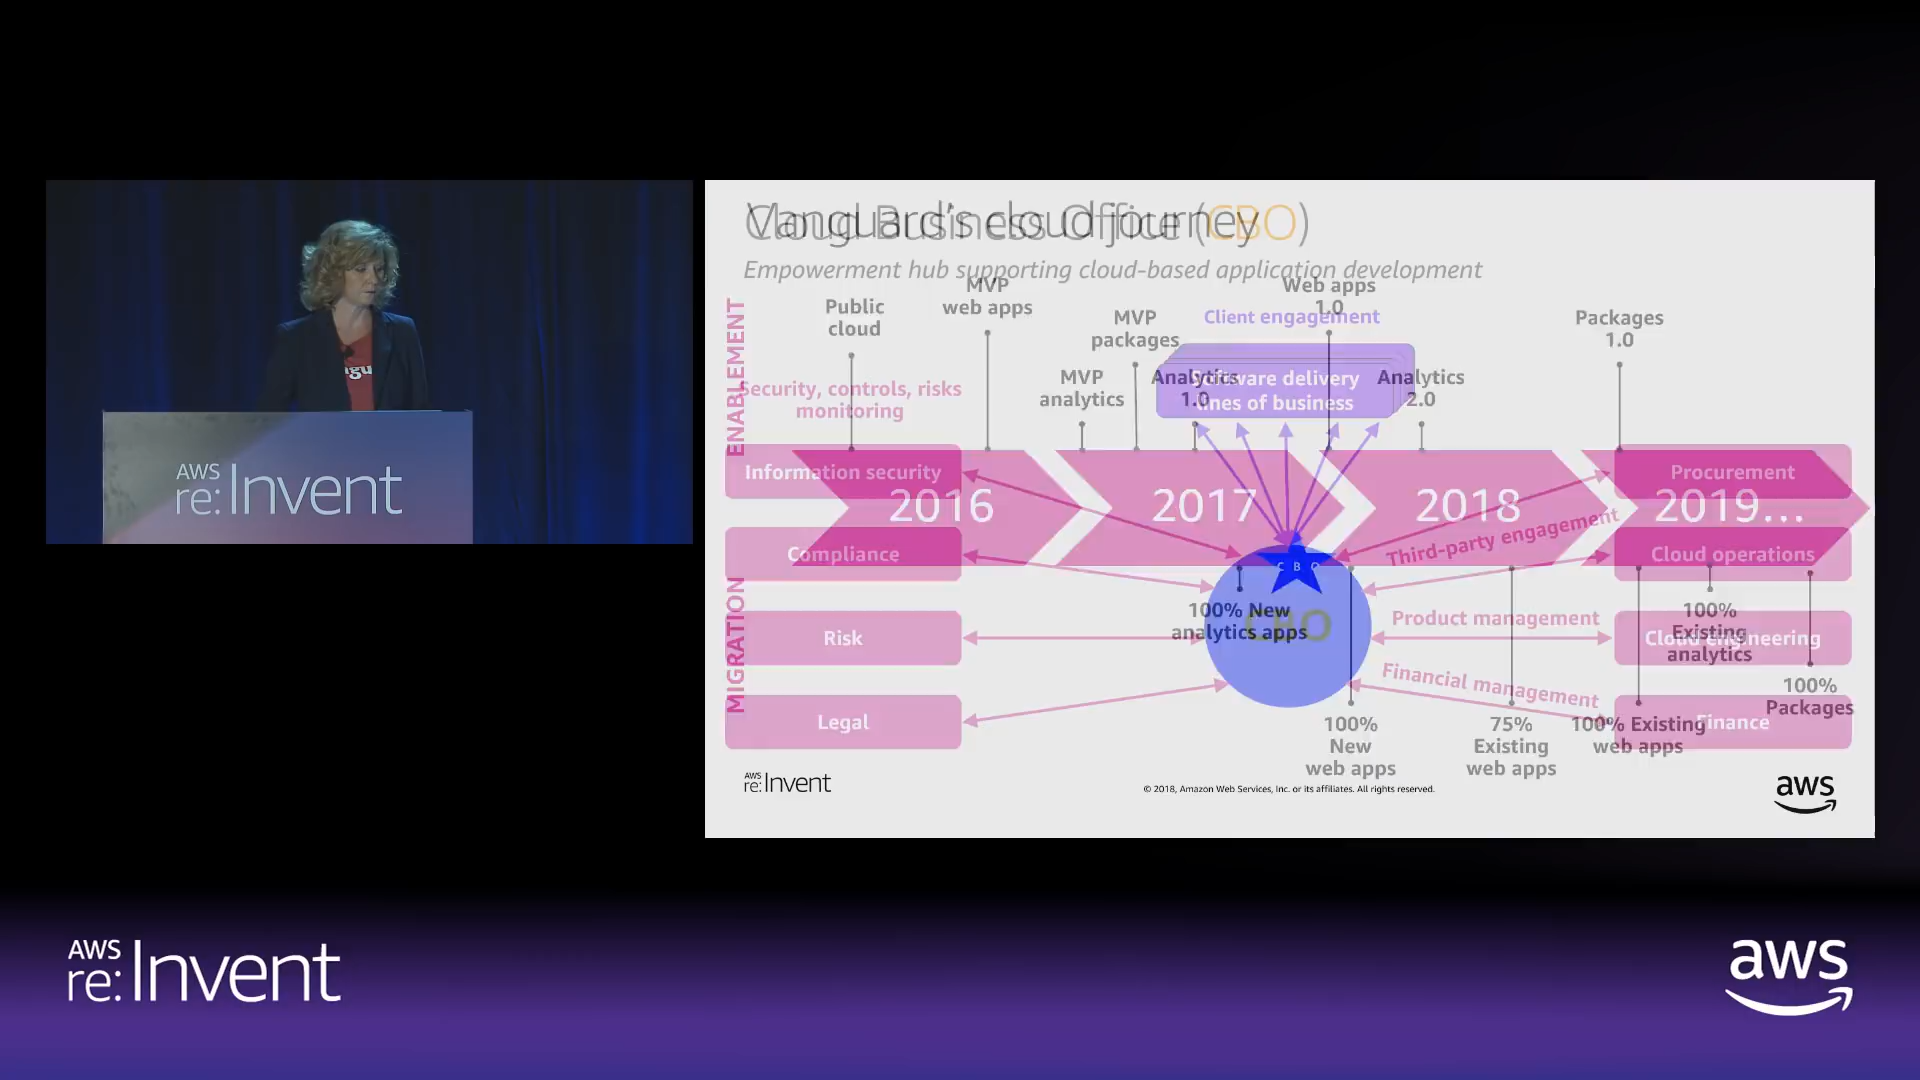 Vanguard's cloud journey
Cloud Business Office (CBO)
Empowerment hub supporting cloud-based application development
ENABLEMENT
Public
cloud
MVP
web apps
MVP
packages
MVP
analytics
Analytics
1.0
Web apps
1.0
Analytics
2.0
Packages
1.0
Client engagement
Software delivery
lines of business
Security, controls, risks
monitoring
Information security
Compliance
Risk
Legal
2016
2017
2018
2019...
Procurement
Cloud operations
Cloud engineering
Finance
Third-party engagement
Product management
Financial management
C B O
MIGRATION
100% New
analytics apps
100%
New
web apps
75%
Existing
web apps
100% Existing
web apps
100%
Existing
analytics
100%
Packages
AWS
re:Invent
© 2018, Amazon Web Services, Inc. or its affiliates. All rights reserved.
aws
AWS
re:Invent
AWS
re:Invent
aws